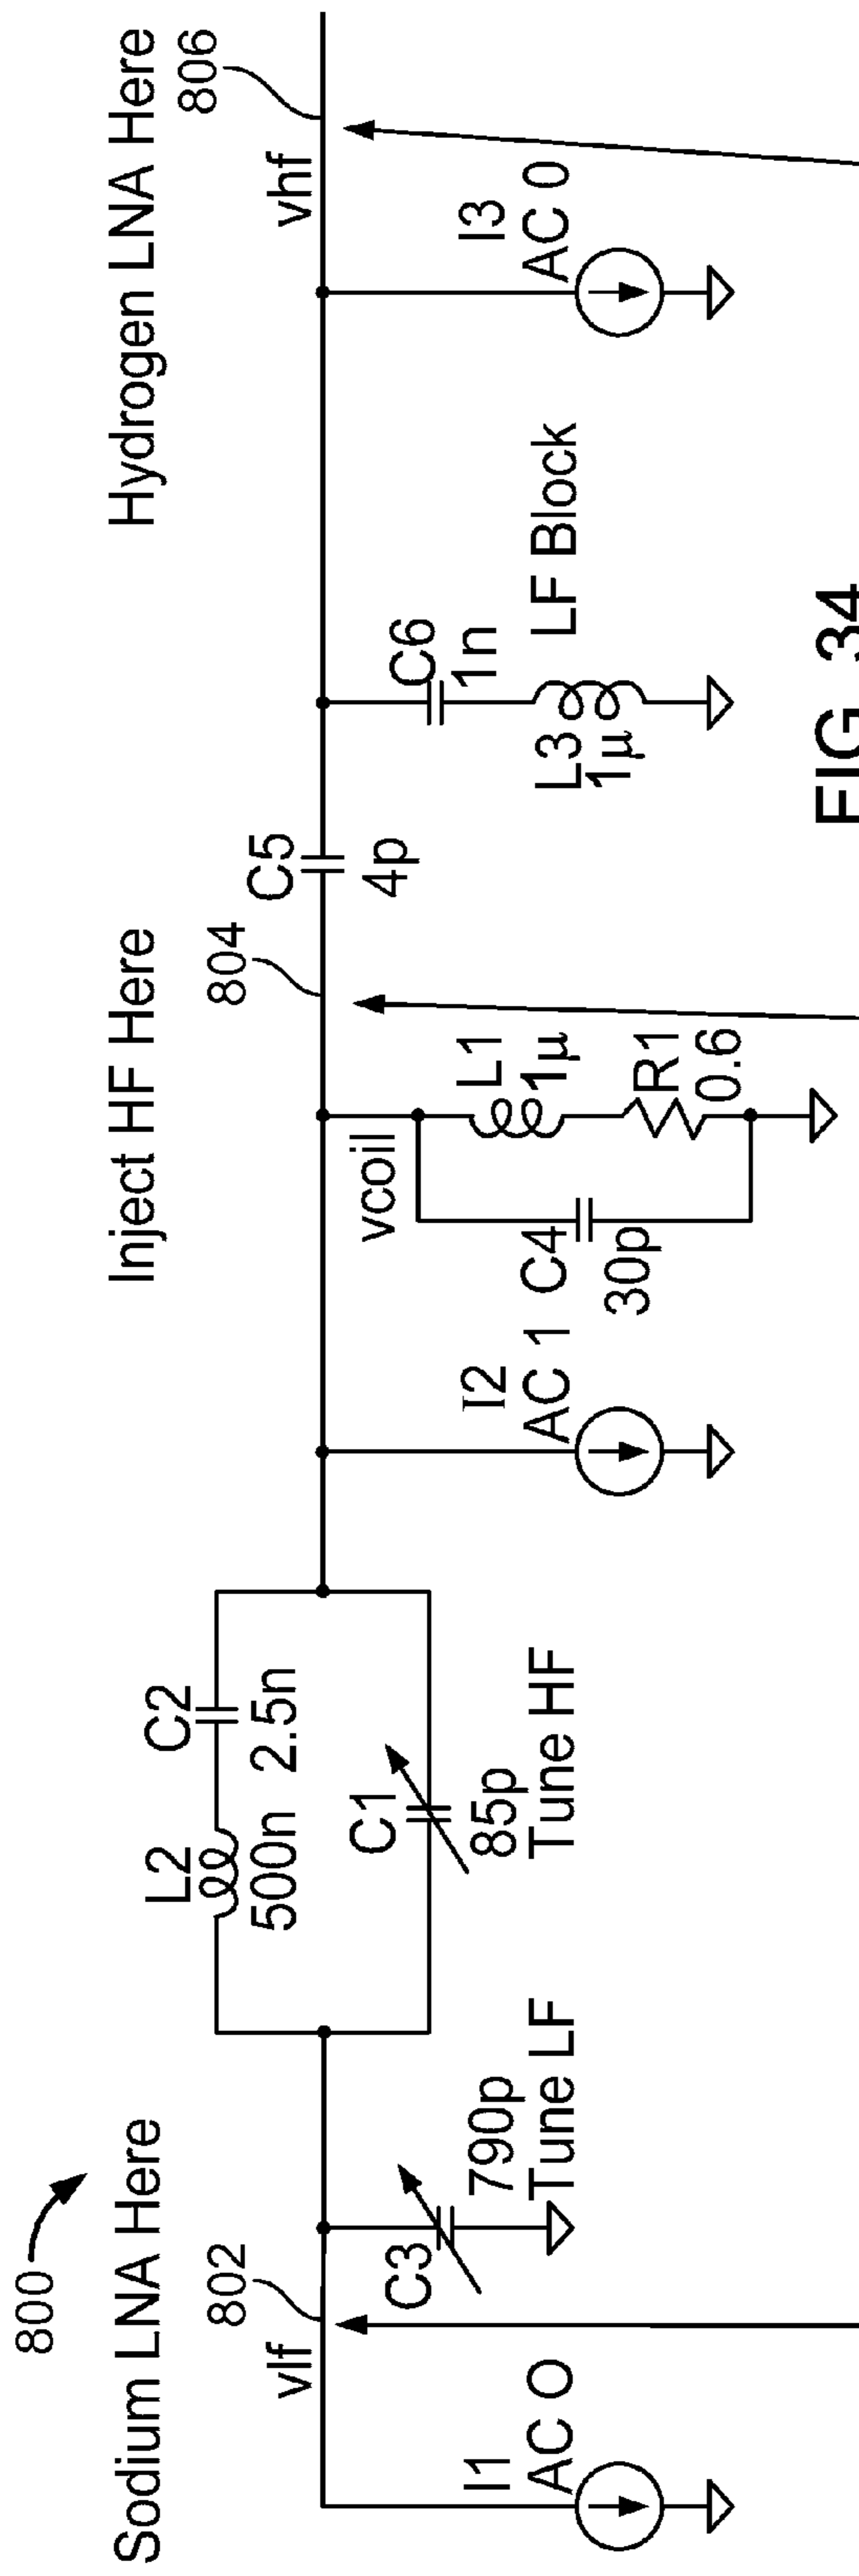 800
Sodium LNA Here
802
vlf
I1
AC O
C3
790p
Tune LF
L2
500n
C2
2.5n
C1
85p
Tune HF
I2
AC 1
Inject HF Here
804
vcoil
C4
30p
L1
1µ
R1
0.6
C5
4p
C6
1n
L3
1µ
LF Block
Hydrogen LNA Here
806
vhf
I3
AC 0
FIG. 34